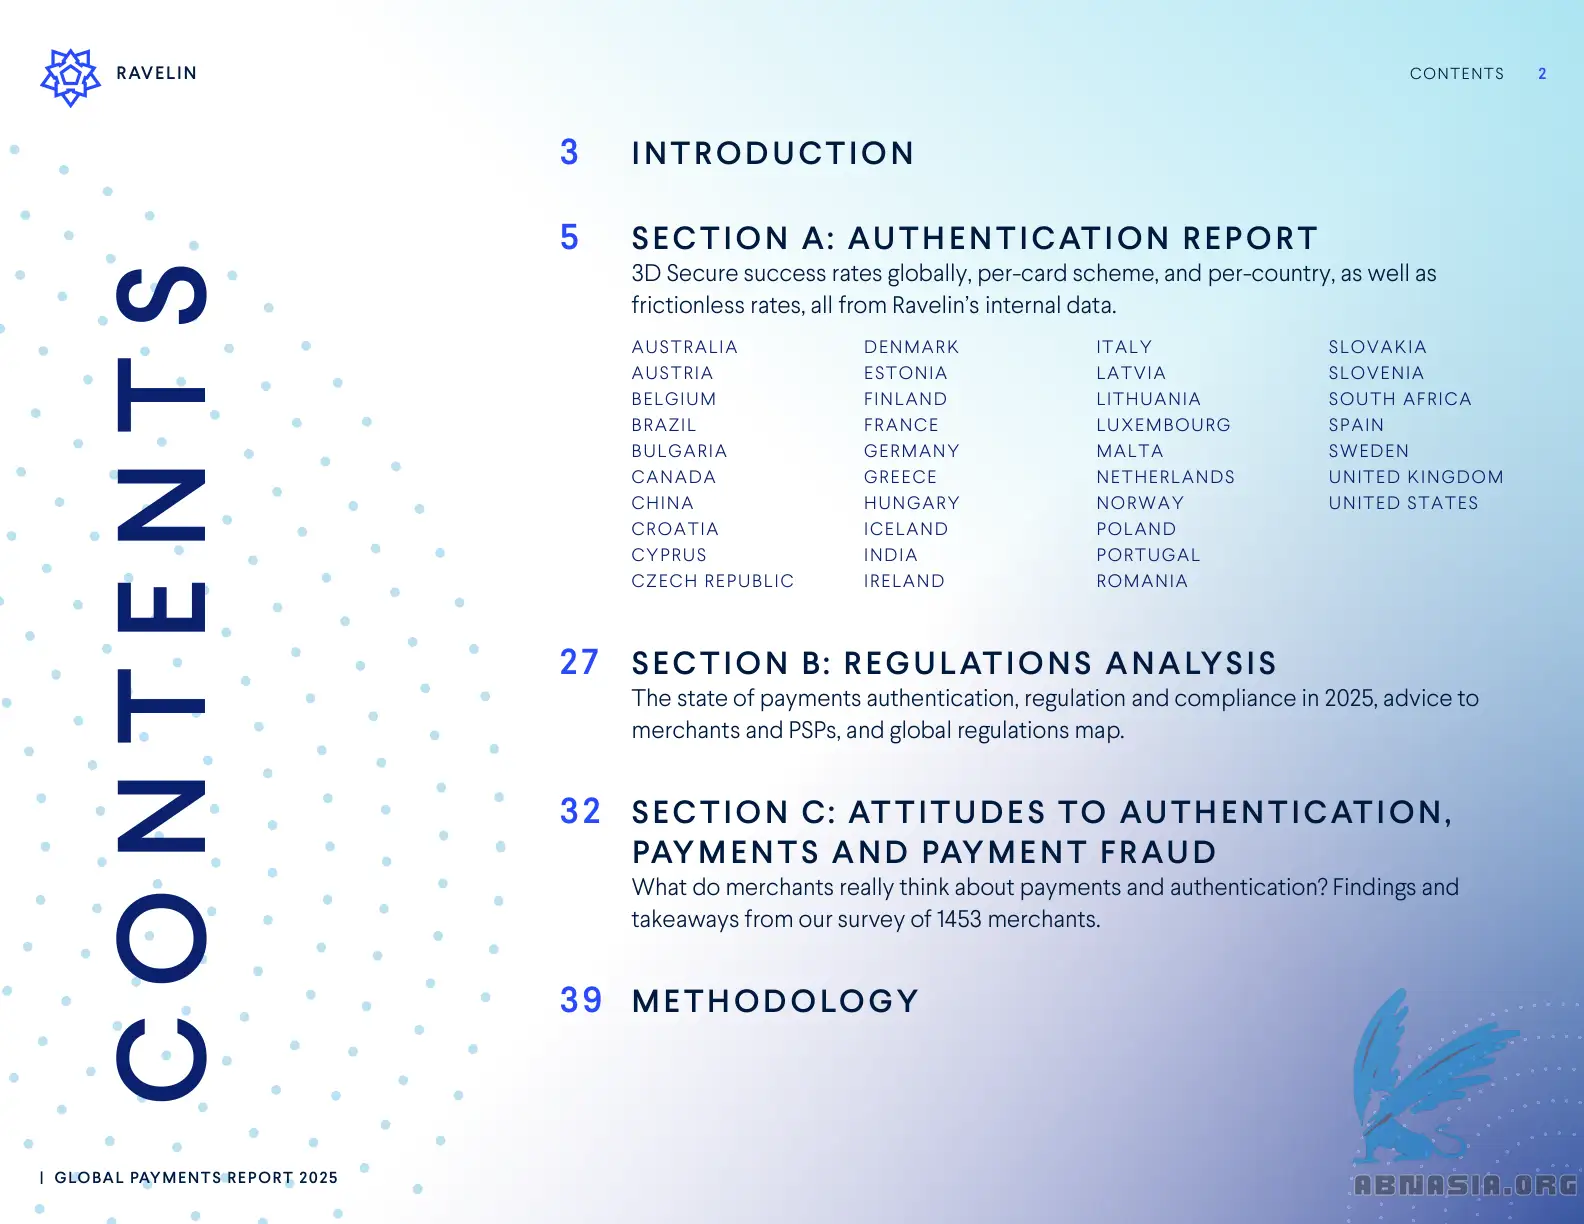 RAVELIN
CONTENTS 2
CONTENTS
3 INTRODUCTION
5 SECTION A: AUTHENTICATION REPORT
3D Secure success rates globally, per-card scheme, and per-country, as well as
frictionless rates, all from Ravelin's internal data.
AUSTRALIA
AUSTRIA
BELGIUM
BRAZIL
BULGARIA
CANADA
CHINA
CROATIA
CYPRUS
CZECH REPUBLIC
DENMARK
ESTONIA
FINLAND
FRANCE
GERMANY
GREECE
HUNGARY
ICELAND
INDIA
IRELAND
ITALY
LATVIA
LITHUANIA
LUXEMBOURG
MALTA
NETHERLANDS
NORWAY
POLAND
PORTUGAL
ROMANIA
SLOVAKIA
SLOVENIA
SOUTH AFRICA
SPAIN
SWEDEN
UNITED KINGDOM
UNITED STATES
27 SECTION B: REGULATIONS ANALYSIS
The state of payments authentication, regulation and compliance in 2025, advice to
merchants and PSPs, and global regulations map.
32 SECTION C: ATTITUDES TO AUTHENTICATION,
PAYMENTS AND PAYMENT FRAUD
What do merchants really think about payments and authentication? Findings and
takeaways from our survey of 1453 merchants.
39 METHODOLOGY
| GLOBAL PAYMENTS REPORT 2025
ABNASIA.ORG